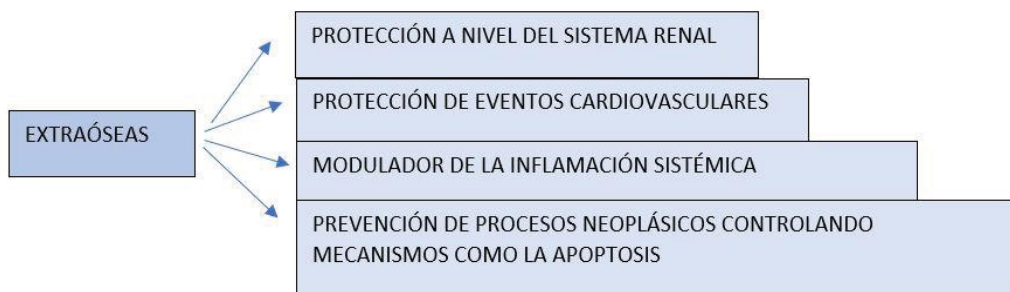 PROTECCIÓN A NIVEL DEL SISTEMA RENAL
PROTECCIÓN DE EVENTOS CARDIOVASCULARES
EXTRAÓSEAS
MODULADOR DE LA INFLAMACIÓN SISTÉMICA
PREVENCIÓN DE PROCESOS NEOPLÁSICOS CONTROLANDO
MECANISMOS COMO LA APOPTOSIS